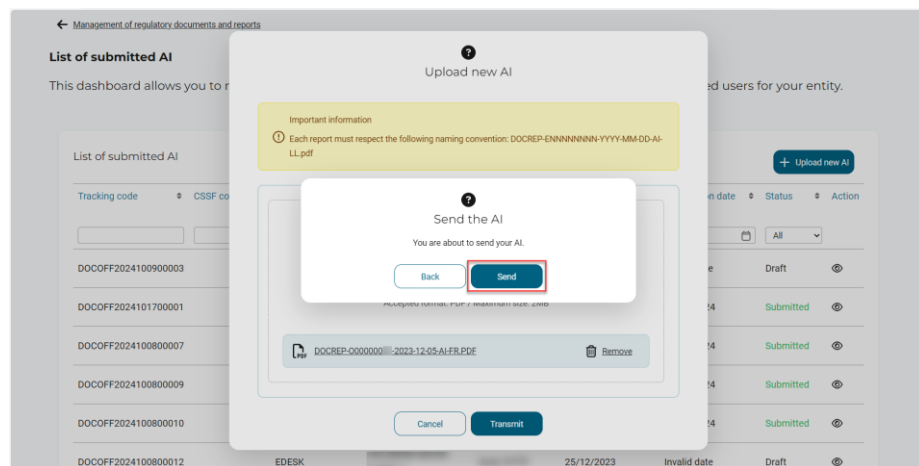 Management of regulatory documents and reports
List of submitted AI
This dashboard allows you to r
ed users for your entity.
Upload new AI
Important information
Each report must respect the following naming convention: DOCREP-ENNNNNNN-YYYY-MM-DD-AI-
LL.pdf
List of submitted AI
+ Upload new AI
Tracking code CSSF co
n date Status Action
All
Send the AI
You are about to send your AI.
Back Send
Accepted format: PDF / Maximum size: 2MB
DOCOFF2024100900003 e Draft
DOCOFF2024101700001 24 Submitted
DOCOFF2024100800007 24 Submitted
PDF DOCREP-O000000 -2023-12-05-AI-FR.PDF Remove
DOCOFF2024100800009 24 Submitted
DOCOFF2024100800010 24 Submitted
Cancel Transmit
DOCOFF2024100800012 EDESK 25/12/2023 Invalid date Draft